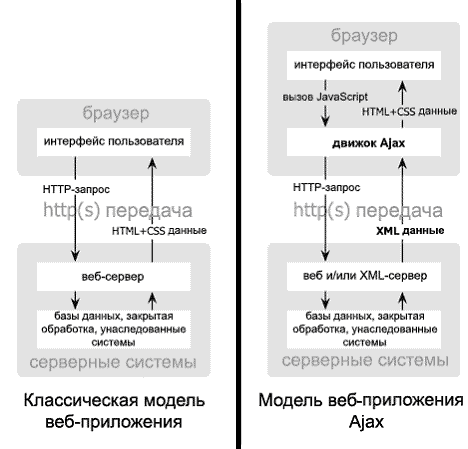 браузер
интерфейс пользователя
HTTP-запрос
http(s) передача
HTML+CSS данные
веб-сервер
базы данных, закрытая
обработка, унаследованные
системы
серверные системы
Классическая модель
веб-приложения
браузер
интерфейс пользователя
вызов JavaScript
HTML+CSS данные
движок Ajax
HTTP-запрос
http(s) передача
XML данные
веб и/или XML-сервер
базы данных, закрытая
обработка, унаследованные
системы
серверные системы
Модель веб-приложения
Ajax